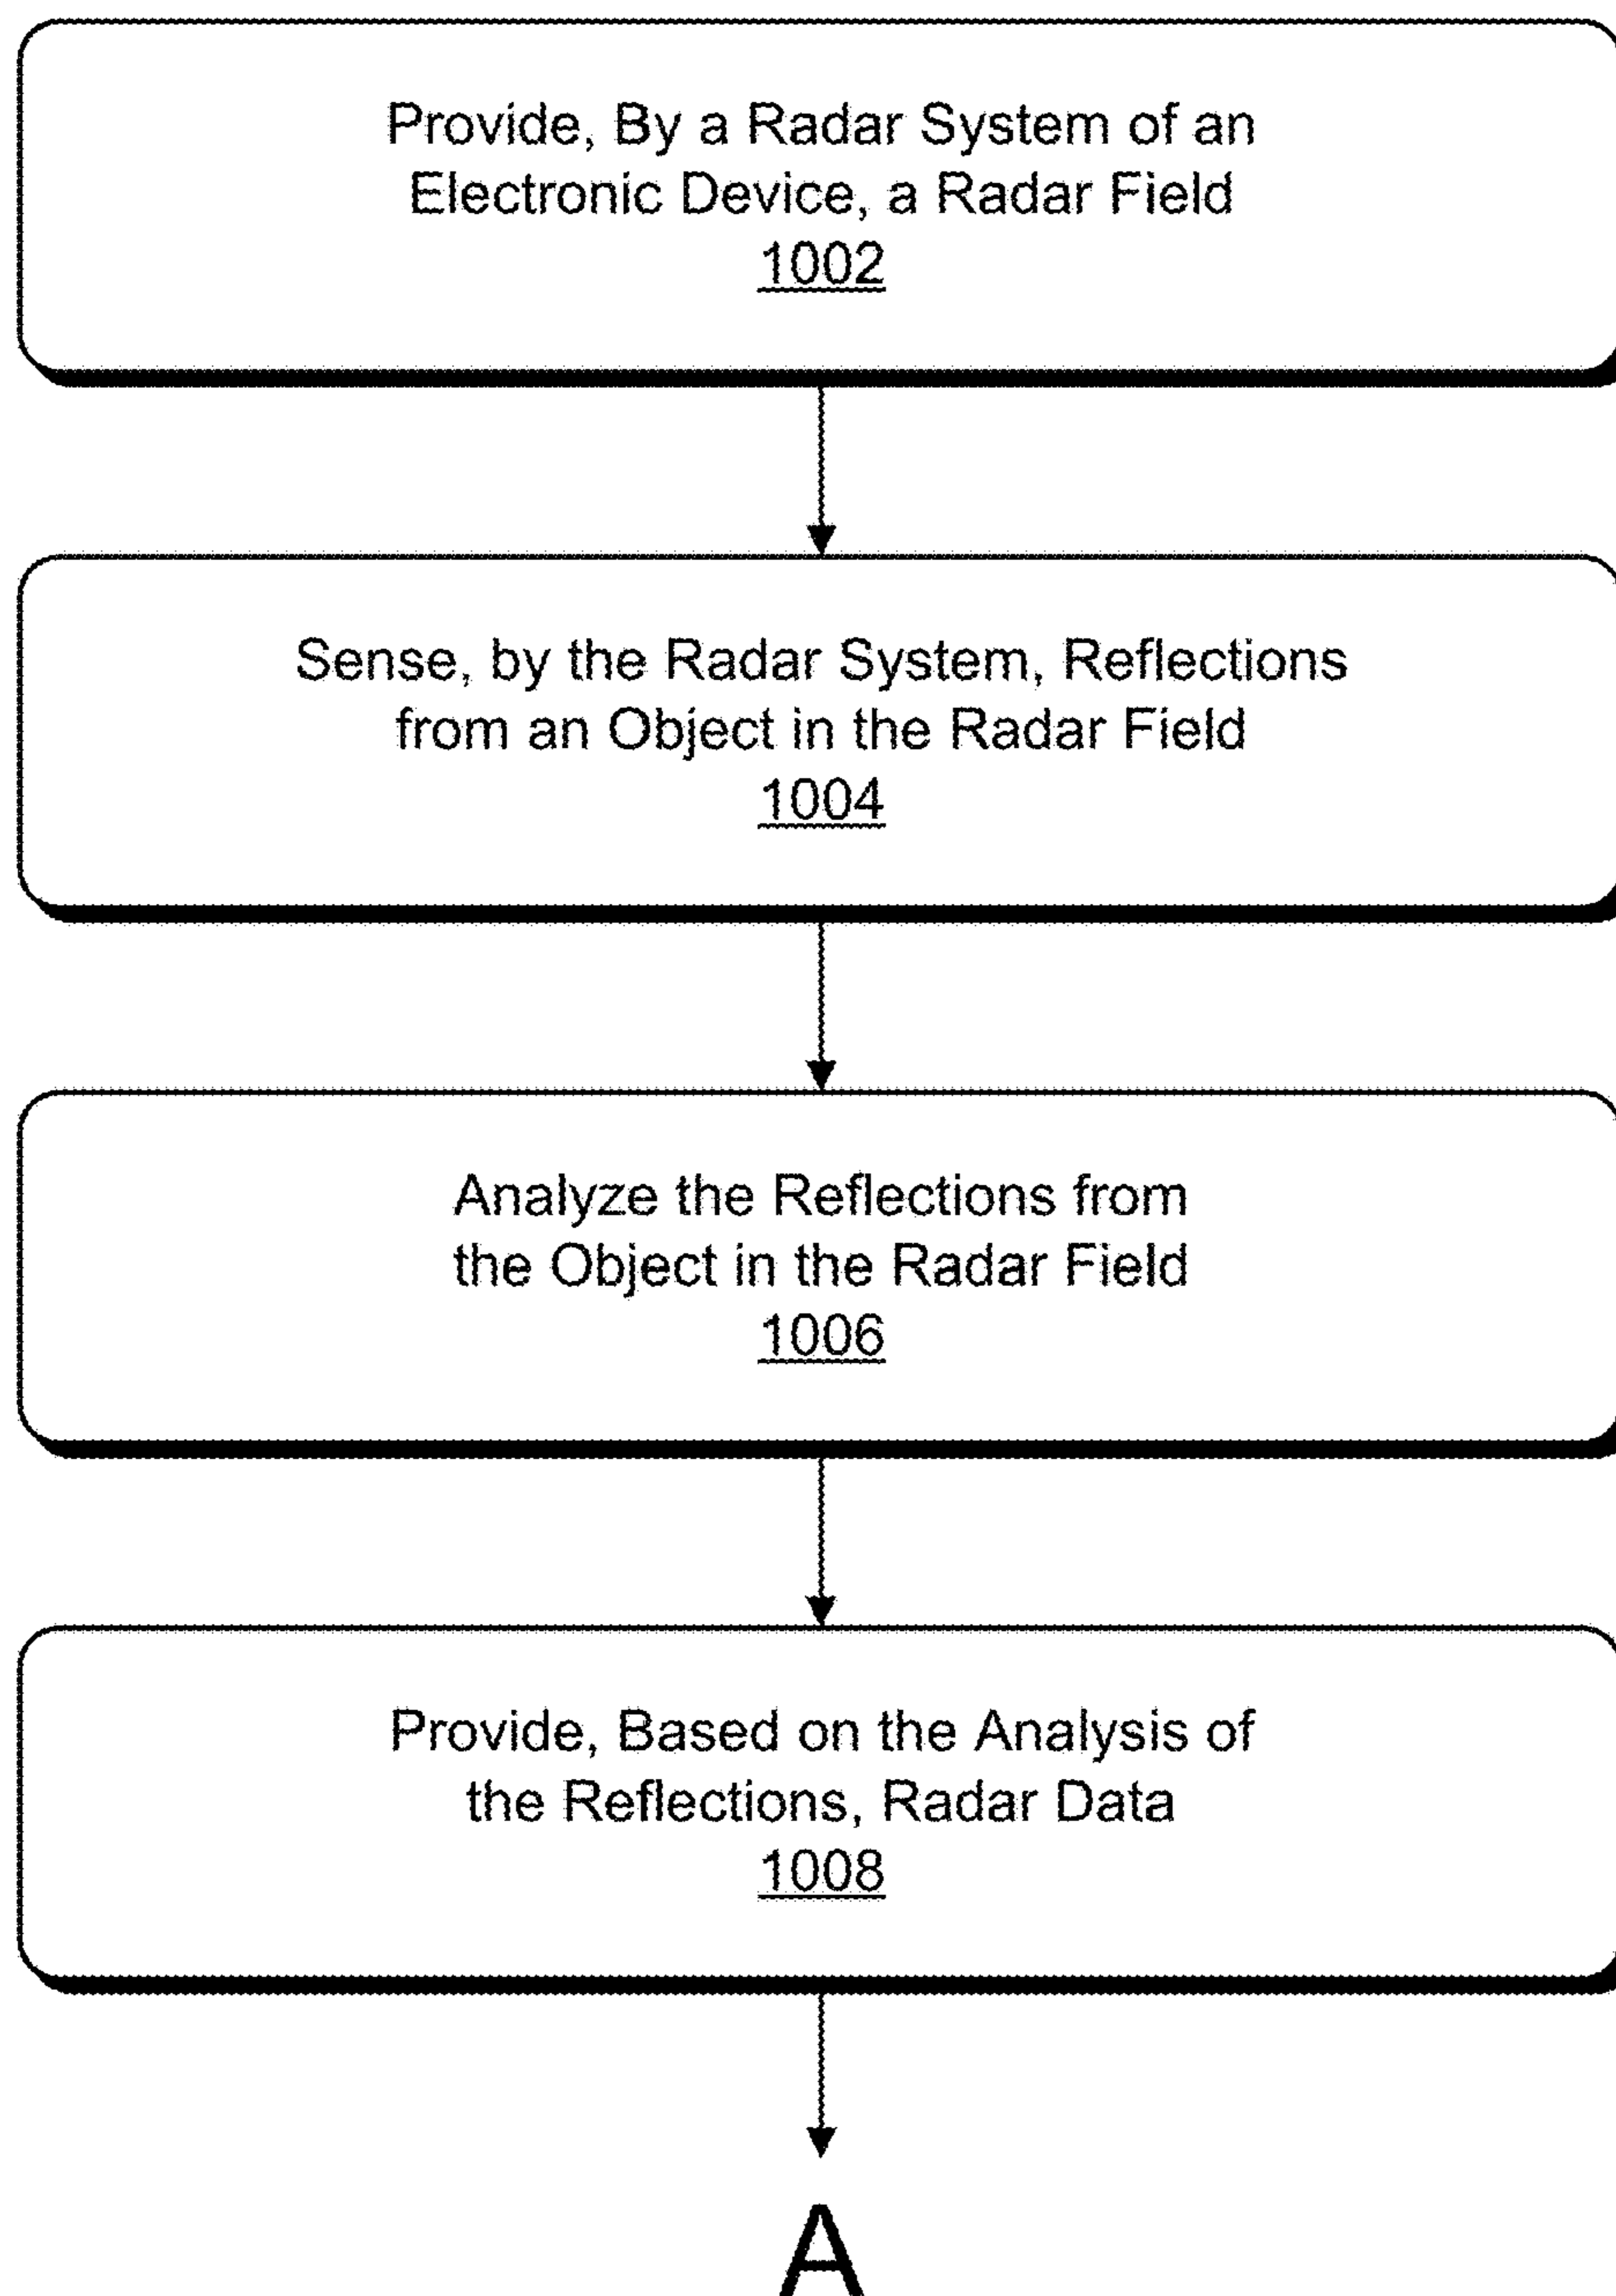 Provide, By a Radar System of an
Electronic Device, a Radar Field
1002
Sense, by the Radar System, Reflections
from an Object in the Radar Field
1004
Analyze the Reflections from
the Object in the Radar Field
1006
Provide, Based on the Analysis of
the Reflections, Radar Data
1008
A